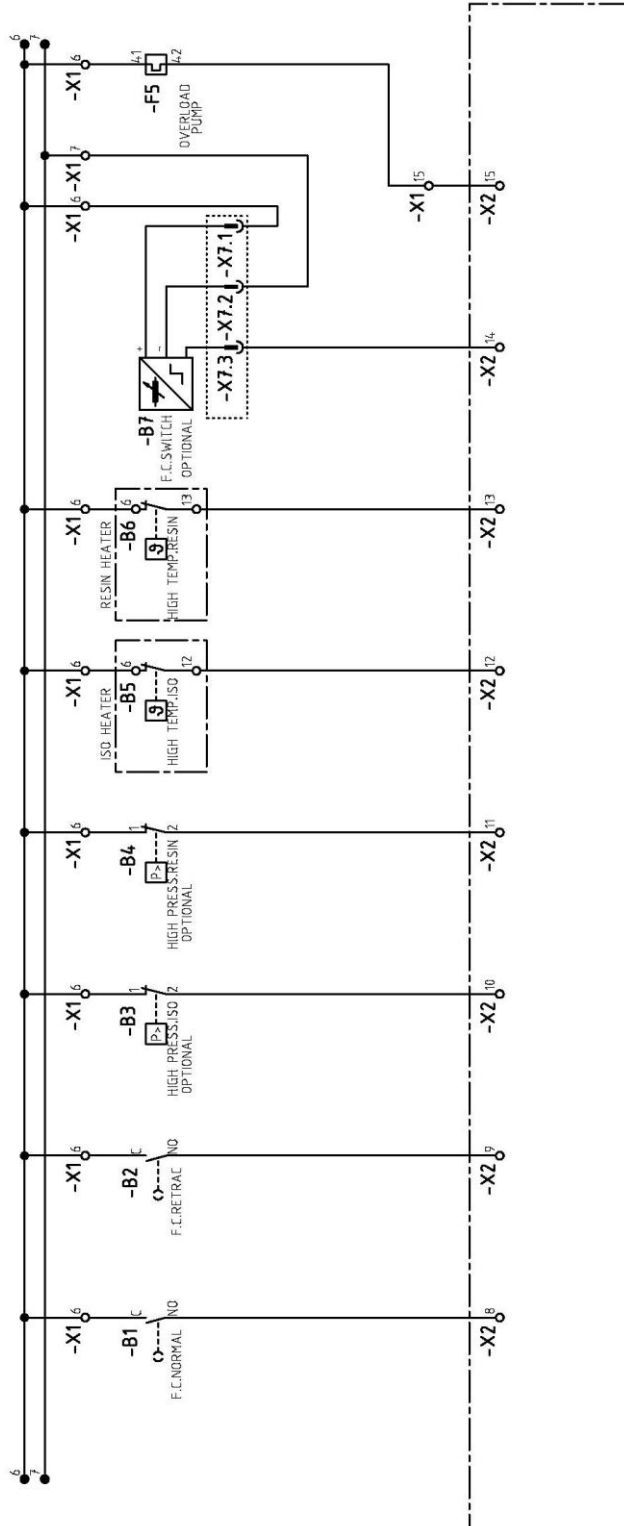 6
7
-X1 6
-B1
C
NO
F.C.NORMAL
-X2 8
-X1 6
-B2
C
NO
F.C.RETRAC
-X2 9
-X1 6
-B3
1
2
P>
HIGH PRESS.ISO
OPTIONAL
-X2 10
-X1 6
-B4
1
2
P>
HIGH PRESS.RESIN
OPTIONAL
-X2 11
-X1 6
ISO HEATER
6
-B5
ϑ
12
HIGH TEMP.ISO
-X2 12
-X1 6
RESIN HEATER
6
-B6
ϑ
13
HIGH TEMP.RESIN
-X2 13
-B7
+
-
F.C.SWITCH
OPTIONAL
-X7.3
-X7.2
-X7.1
-X2 14
-X1 6
-X1 7
-X1 6
41
42
-F5
OVERLOAD
PUMP
-X1 15
-X2 15
6
7